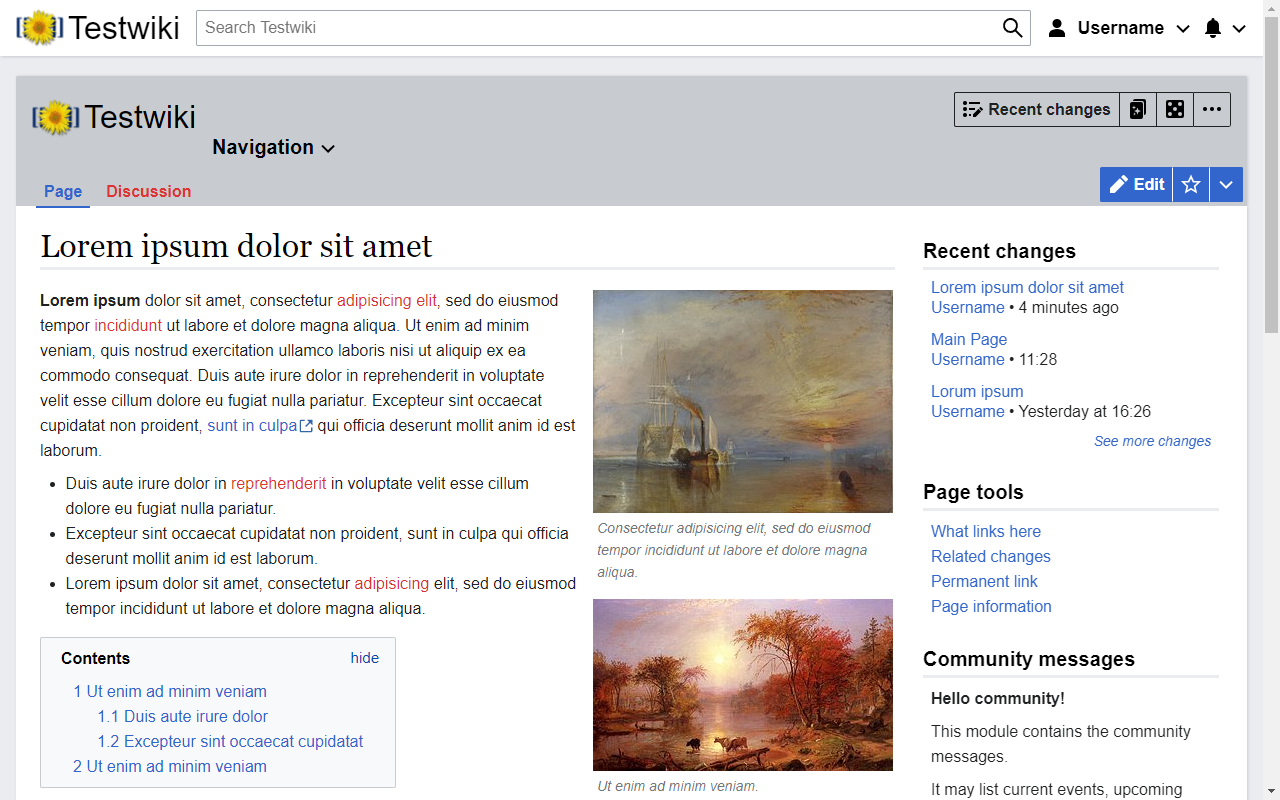 Testwiki
Search Testwiki
Username
Testwiki
Navigation
Recent changes
Page
Discussion
Edit
Lorem ipsum dolor sit amet
Lorem ipsum dolor sit amet, consectetur adipisicing elit, sed do eiusmod
tempor incididunt ut labore et dolore magna aliqua. Ut enim ad minim
veniam, quis nostrud exercitation ullamco laboris nisi ut aliquip ex ea
commodo consequat. Duis aute irure dolor in reprehenderit in voluptate
velit esse cillum dolore eu fugiat nulla pariatur. Excepteur sint occaecat
cupidatat non proident, sunt in culpa qui officia deserunt mollit anim id est
laborum.
• Duis aute irure dolor in reprehenderit in voluptate velit esse cillum
dolore eu fugiat nulla pariatur.
• Excepteur sint occaecat cupidatat non proident, sunt in culpa qui officia
deserunt mollit anim id est laborum.
• Lorem ipsum dolor sit amet, consectetur adipisicing elit, sed do eiusmod
tempor incididunt ut labore et dolore magna aliqua.
Contents
hide
1 Ut enim ad minim veniam
1.1 Duis aute irure dolor
1.2 Excepteur sint occaecat cupidatat
2 Ut enim ad minim veniam
Consectetur adipisicing elit, sed do eiusmod
tempor incididunt ut labore et dolore magna
aliqua.
Ut enim ad minim veniam.
Recent changes
Lorem ipsum dolor sit amet
Username • 4 minutes ago
Main Page
Username • 11:28
Lorum ipsum
Username • Yesterday at 16:26
See more changes
Page tools
What links here
Related changes
Permanent link
Page information
Community messages
Hello community!
This module contains the community
messages.
It may list current events, upcoming